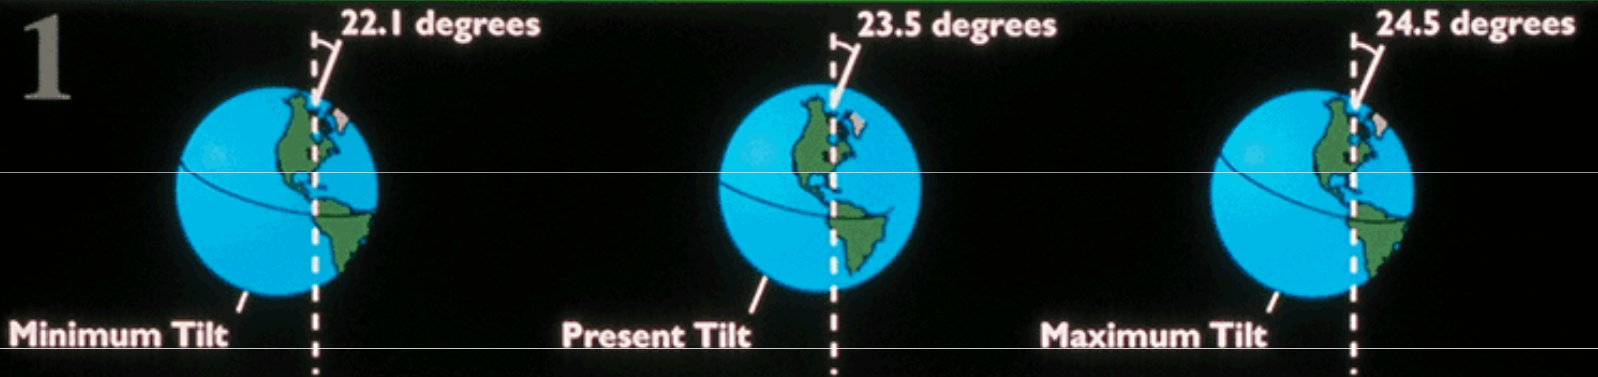 1
22.1 degrees
23.5 degrees
24.5 degrees
Minimum Tilt
Present Tilt
Maximum Tilt